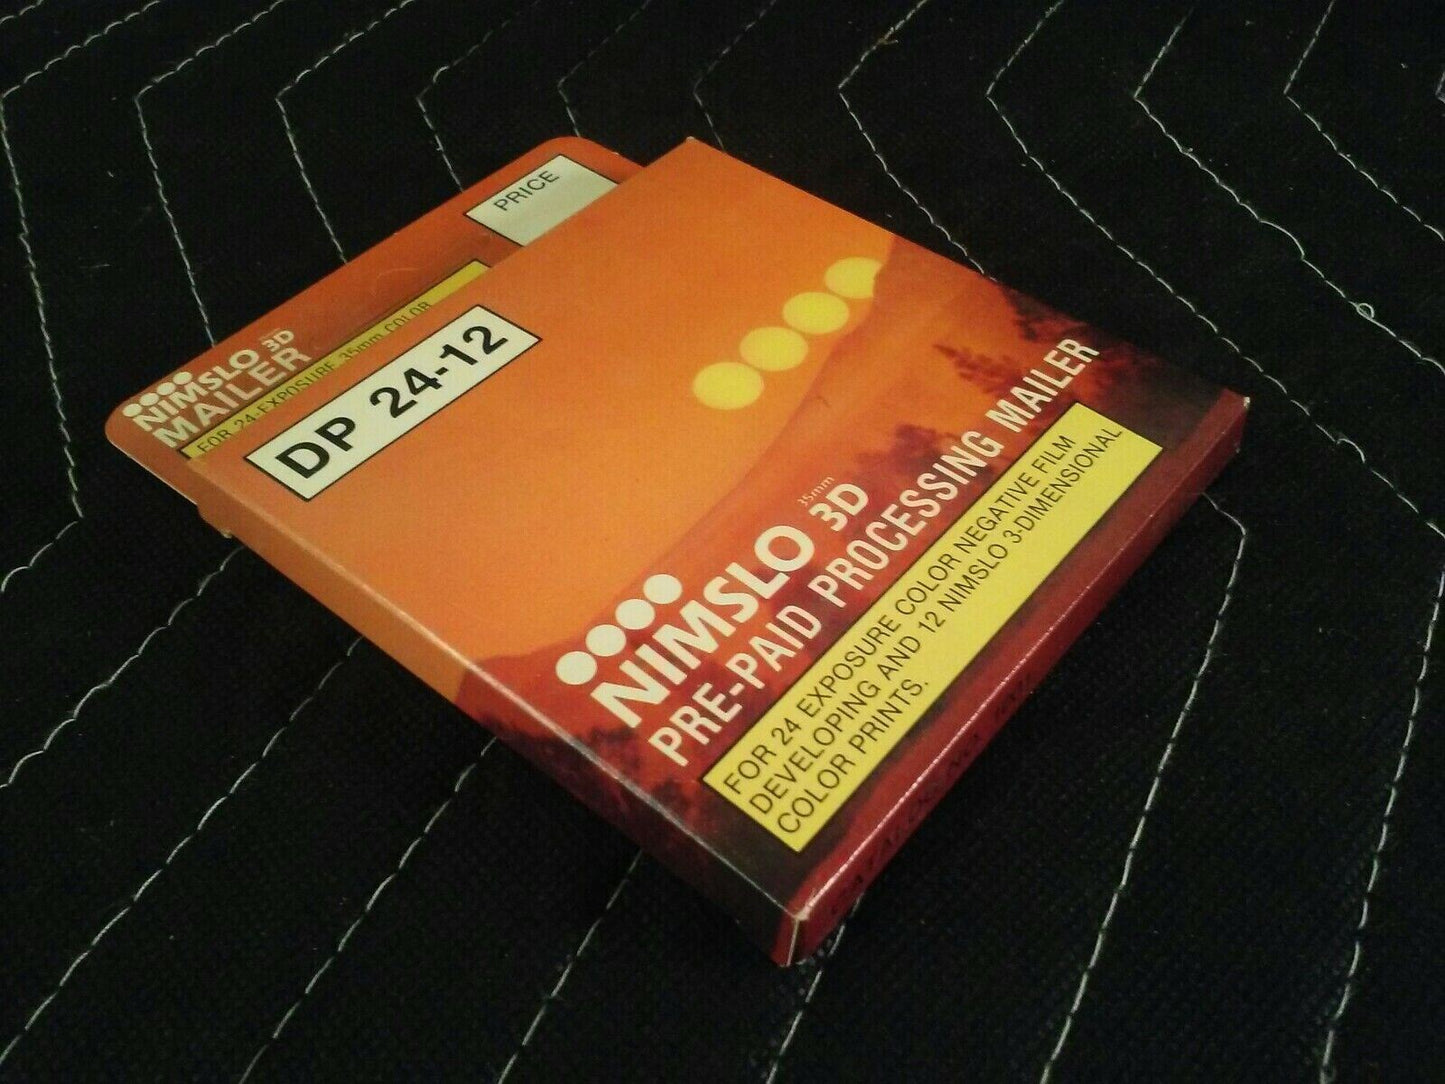 PRICE
NIMSLO 3D
MAILER
FOR 24-EXPOSURE 35mm COLOR
DP 24-12
35mm
NIMSLO 3D
PRE-PAID PROCESSING MAILER
FOR 24 EXPOSURE COLOR NEGATIVE FILM
DEVELOPING AND 12 NIMSLO 3-DIMENSIONAL
COLOR PRINTS.